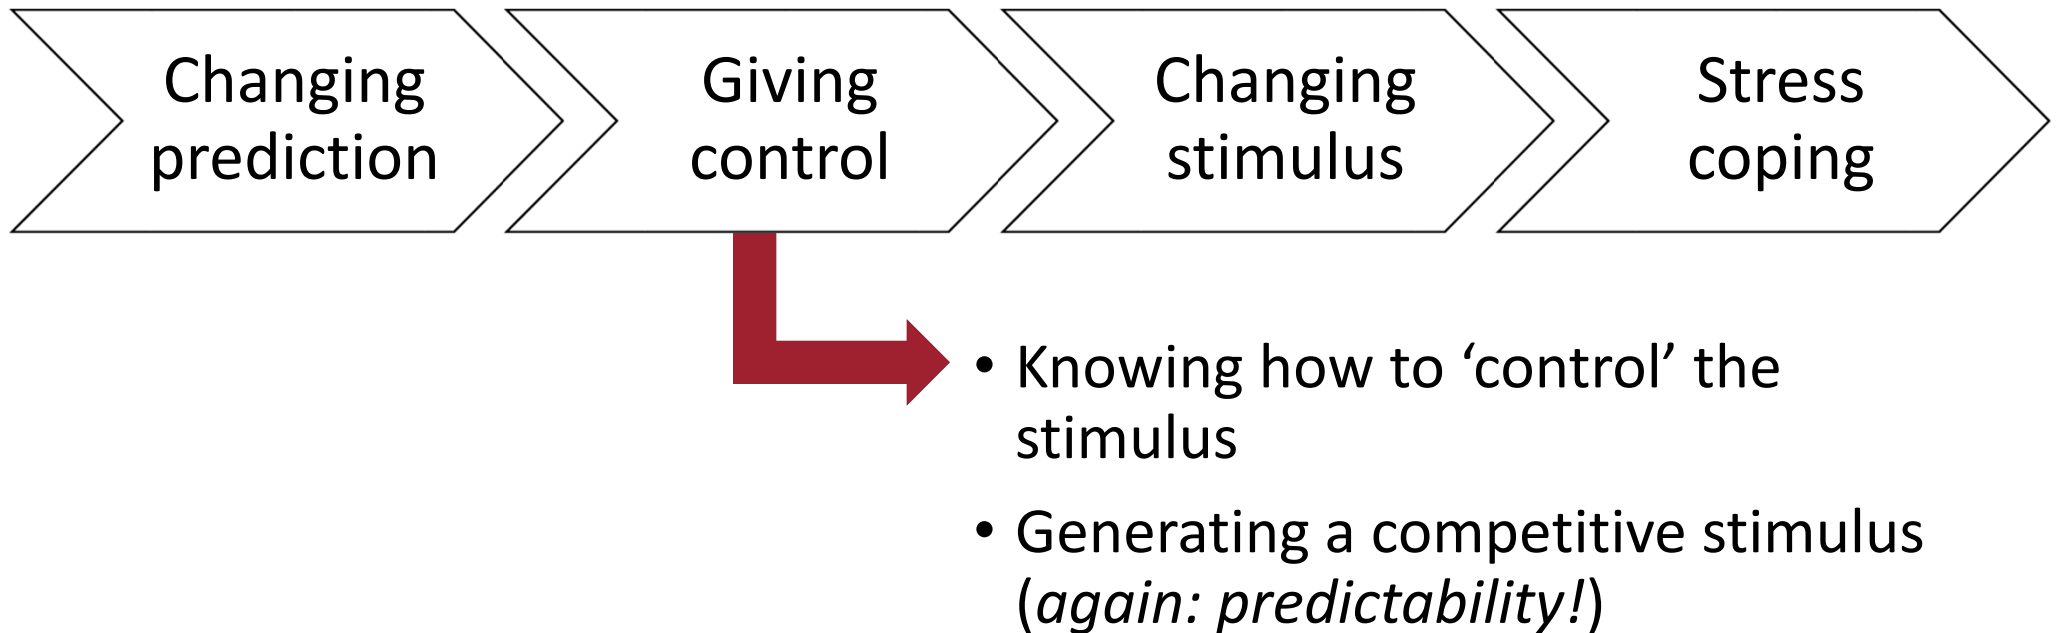 Changing
prediction
Giving
control
Changing
stimulus
Stress
coping
• Knowing how to ‘control’ the
stimulus
• Generating a competitive stimulus
(again: predictability!)